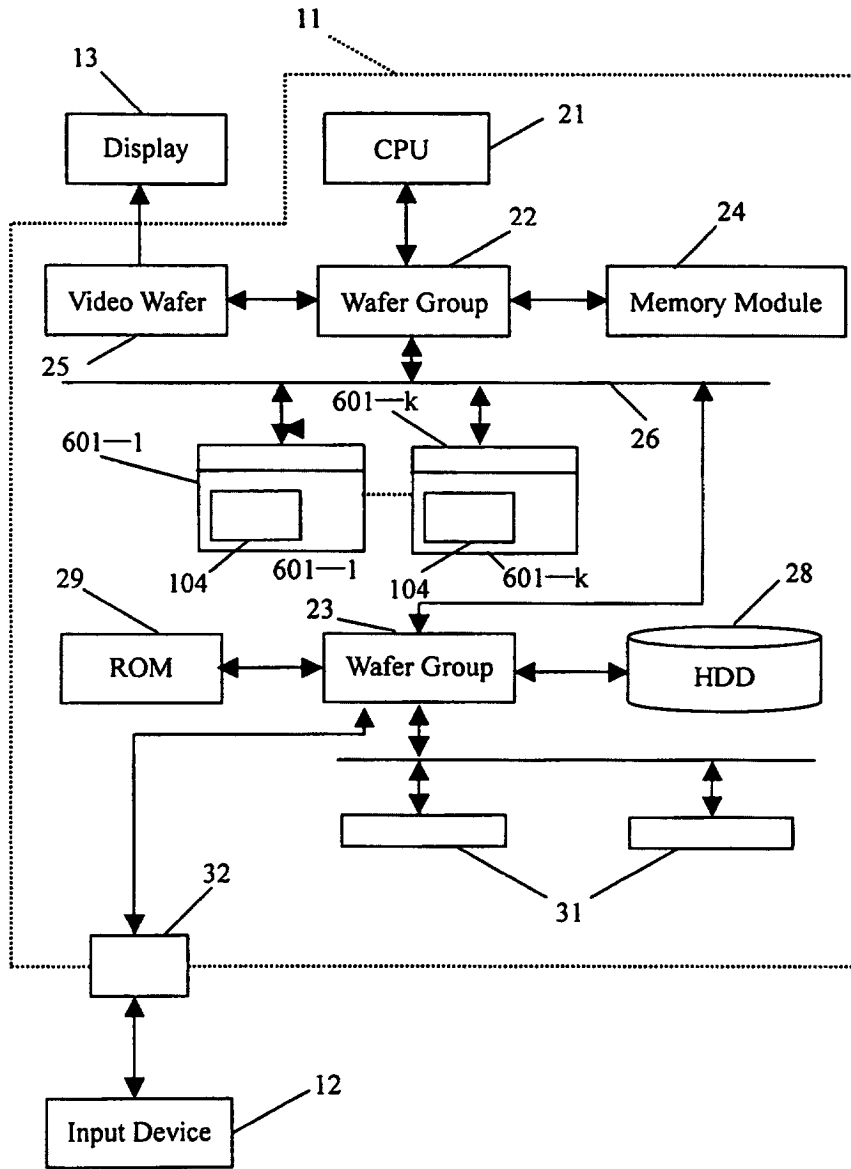 11
13
21
Display
CPU
22
24
Video Wafer
Wafer Group
Memory Module
25
26
601—k
601—1
104
601—1
104
601—k
29
23
28
ROM
Wafer Group
HDD
32
31
12
Input Device